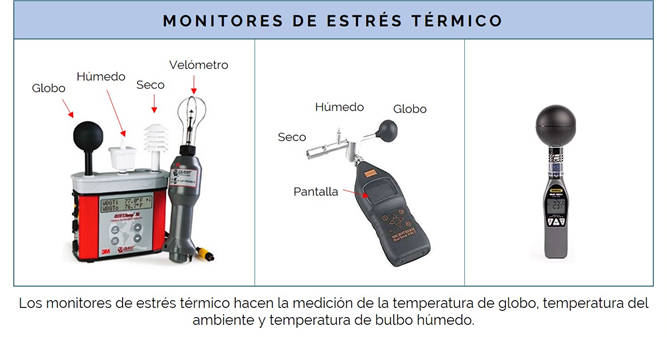 MONITORES DE ESTRÉS TÉRMICO
Velómetro
Húmedo
Seco
Globo
Húmedo
Globo
Seco
Pantalla
3M
Los monitores de estrés térmico hacen la medición de la temperatura de globo, temperatura del
ambiente y temperatura de bulbo húmedo.